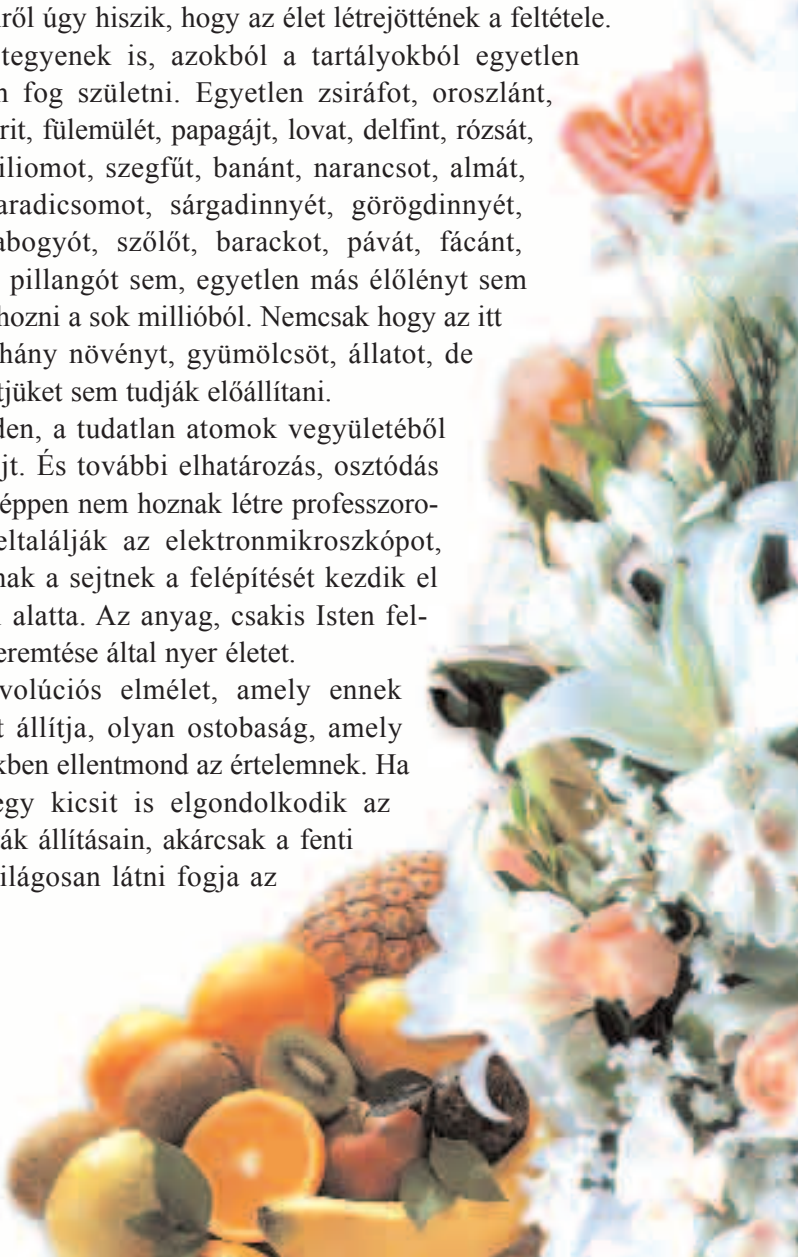 ről úgy hiszik, hogy az élet létrejöttének a feltétele.
tegyenek is, azokból a tartályokból egyetlen
fog születni. Egyetlen zsiráfot, oroszlánt,
rit, fülemülét, papagájt, lovat, delfint, rózsát,
iliomot, szegfűt, banánt, narancsot, almát,
aradicsomot, sárgadinnyét, görögdinnyét,
abogyót, szőlőt, barackot, pávát, fácánt,
pillangót sem, egyetlen más élőlényt sem
hozni a sok millióból. Nemcsak hogy az itt
hány növényt, gyümölcsöt, állatot, de
tjüket sem tudják előállítani.
den, a tudatlan atomok vegyületéből
jt. És további elhatározás, osztódás
éppen nem hoznak létre professzoro-
eltalálják az elektronmikroszkópot,
nak a sejtnek a felépítését kezdik el
alatta. Az anyag, csakis Isten fel-
eremtése által nyer életet.
volúciós elmélet, amely ennek
t állítja, olyan ostobaság, amely
kben ellentmond az értelemnek. Ha
egy kicsit is elgondolkodik az
ák állításain, akárcsak a fenti
ilágosan látni fogja az